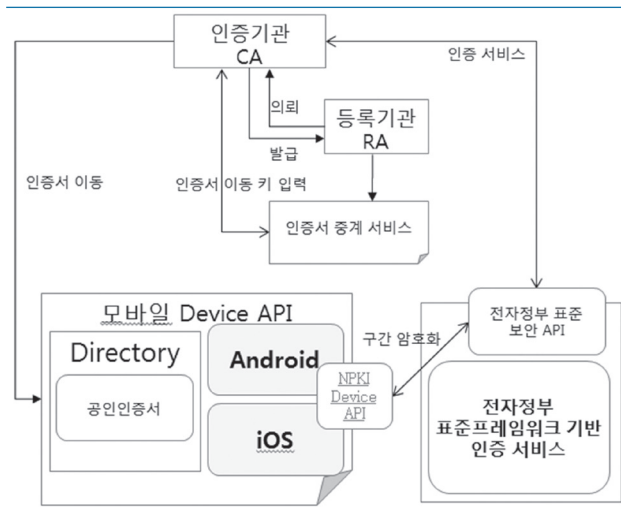 인증기관
CA
인증 서비스
의뢰
등록기관
RA
발급
인증서 이동
인증서 이동 키 입력
인증서 중계 서비스
모바일 Device API
전자정부 표준
보안 API
구간 암호화
Directory
Android
NPKI
Device
API
공인인증서
iOS
전자정부
표준프레임워크 기반
인증 서비스